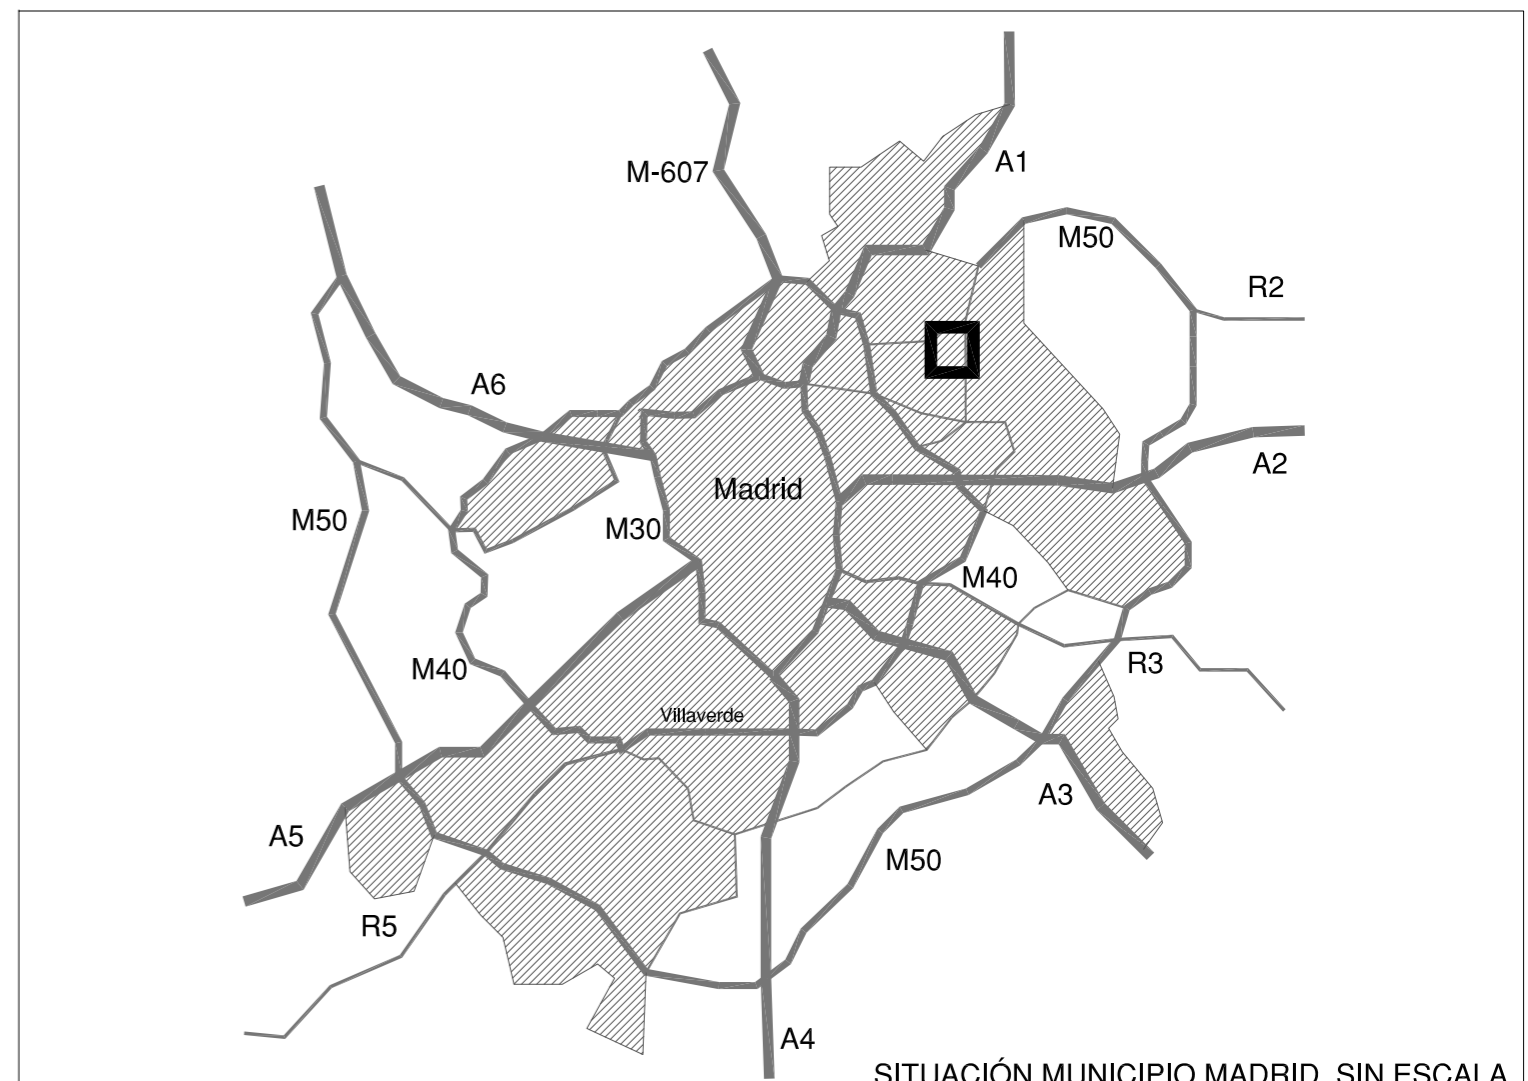 A1
M-607
M50
R2
A6
A2
Madrid
M50
M30
M40
R3
M40
Villaverde
A3
A5
M50
R5
A4
SITUACIÓN MUNICIPIO MADRID SIN ESCALA